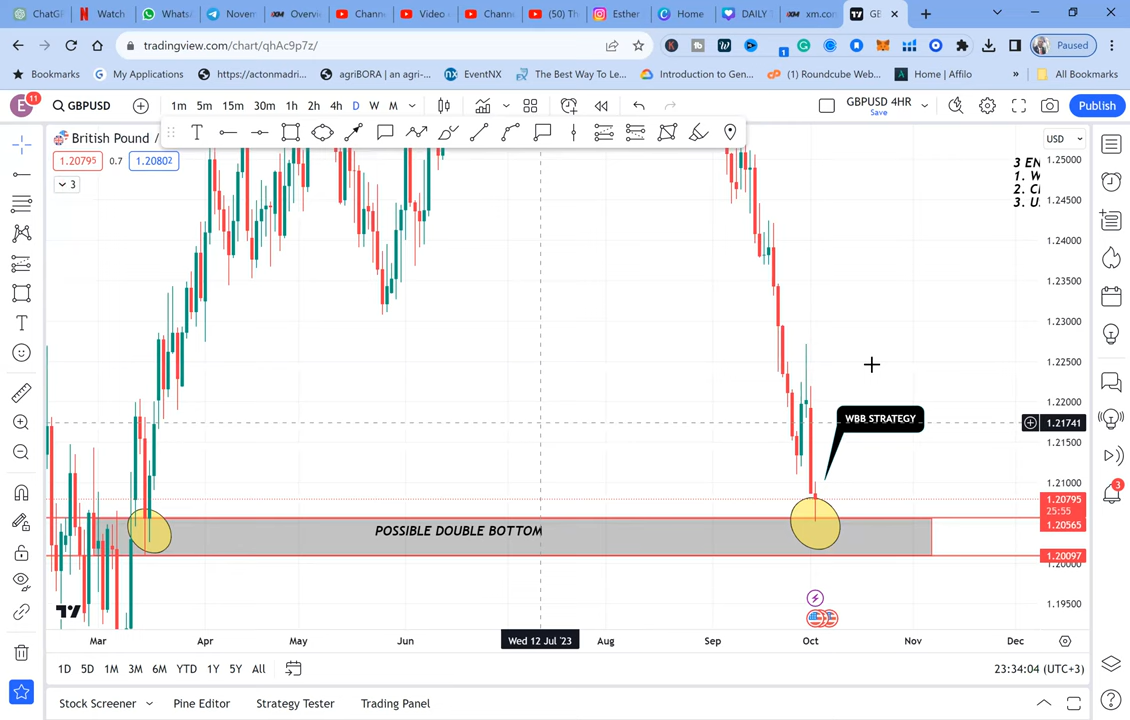 ChatGP
Watch
Whats
Novem
Overvi
Chann
Video
Chann
(50) Th
Esther
Home
DAILY
xm.com
GB
tradingview.com/chart/qhAc9p7z/
Paused
Bookmarks
My Applications
https://actonmadri...
agriBORA | an agri-...
EventNX
The Best Way To Le...
Introduction to Gen...
(1) Roundcube Web...
Home | Affilo
»
All Bookmarks
E
11
GBPUSD
1m
5m
15m
30m
1h
2h
4h
D
W
M
GBPUSD 4HR
Save
Publish
British Pound /
USD
1.20795
0.7
1.20802
3
3 EN
1. W
2. C
3. U
1.25000
1.24500
1.24000
1.23500
1.23000
1.22500
1.22000
1.21741
1.21500
1.21000
1.20795
25:55
1.20565
1.20097
1.20000
1.19500
WBB STRATEGY
POSSIBLE DOUBLE BOTTOM
3
Mar
Apr
May
Jun
Wed 12 Jul '23
Aug
Sep
Oct
Nov
Dec
1D
5D
1M
3M
6M
YTD
1Y
5Y
All
23:34:04 (UTC+3)
Stock Screener
Pine Editor
Strategy Tester
Trading Panel